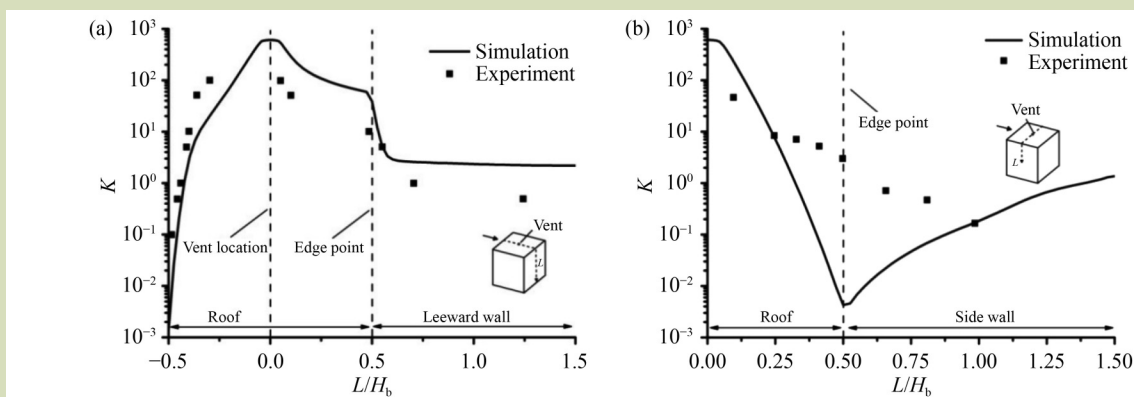 (a)
10³
10²
10¹
10⁰
10⁻¹
10⁻²
10⁻³
K
Simulation
Experiment
Vent location
Edge point
Vent
L
Roof
Leeward wall
−0.5
0.0
0.5
1.0
1.5
L/H_b
(b)
10³
10²
10¹
10⁰
10⁻¹
10⁻²
10⁻³
K
Simulation
Experiment
Edge point
Vent
L
Roof
Side wall
0.00
0.25
0.50
0.75
1.00
1.25
1.50
L/H_b